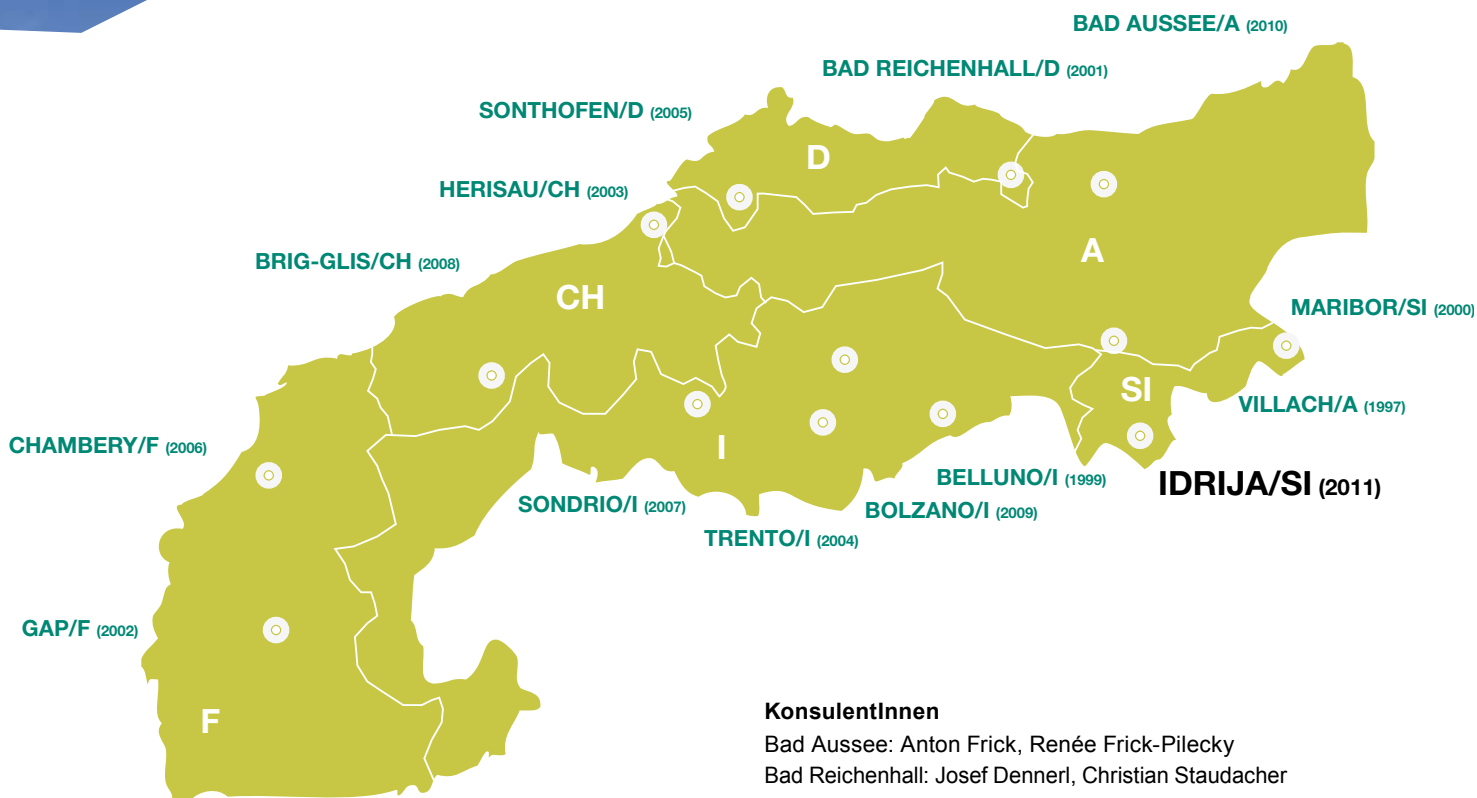 BAD AUSSEE/A (2010)
BAD REICHENHALL/D (2001)
SONTHOFEN/D (2005)
D
HERISAU/CH (2003)
A
BRIG-GLIS/CH (2008)
CH
MARIBOR/SI (2000)
SI
VILLACH/A (1997)
CHAMBERY/F (2006)
I
BELLUNO/I (1999)
IDRIJA/SI (2011)
SONDRIO/I (2007)
BOLZANO/I (2009)
TRENTO/I (2004)
GAP/F (2002)
F
KonsulentInnen
Bad Aussee: Anton Frick, Renée Frick-Pilecky
Bad Reichenhall: Josef Dennerl, Christian Staudacher